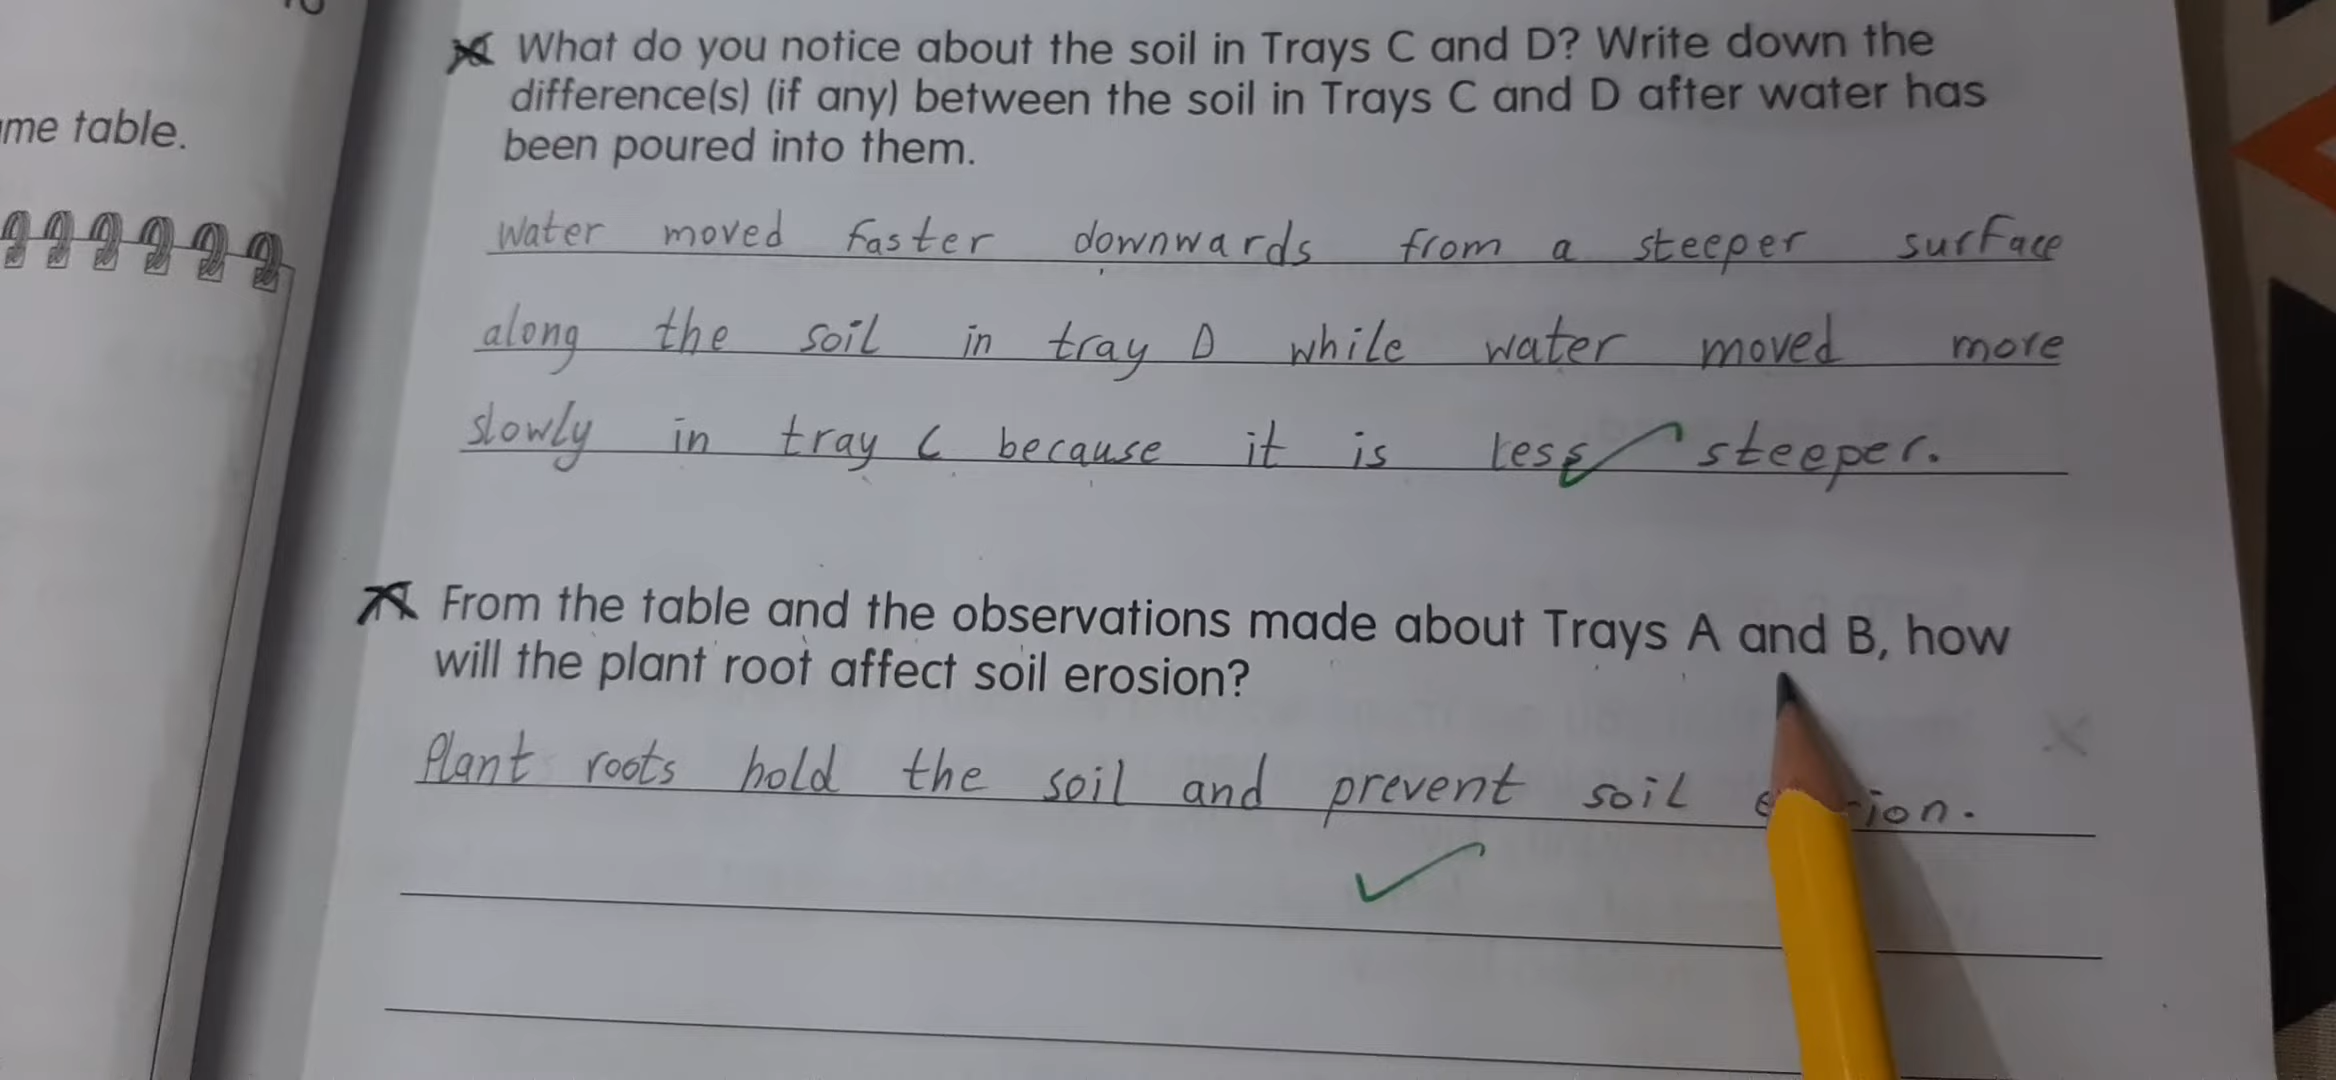 What do you notice about the soil in Trays C and D? Write down the
difference(s) (if any) between the soil in Trays C and D after water has
me table.
been poured into them.
water moved faster downwards from a steeper surface
along the soil in tray D while water moved more
slowly in tray C because it is less steeper.
From the table and the observations made about Trays A and B, how
will the plant root affect soil erosion?
Plant roots hold the soil and prevent soil